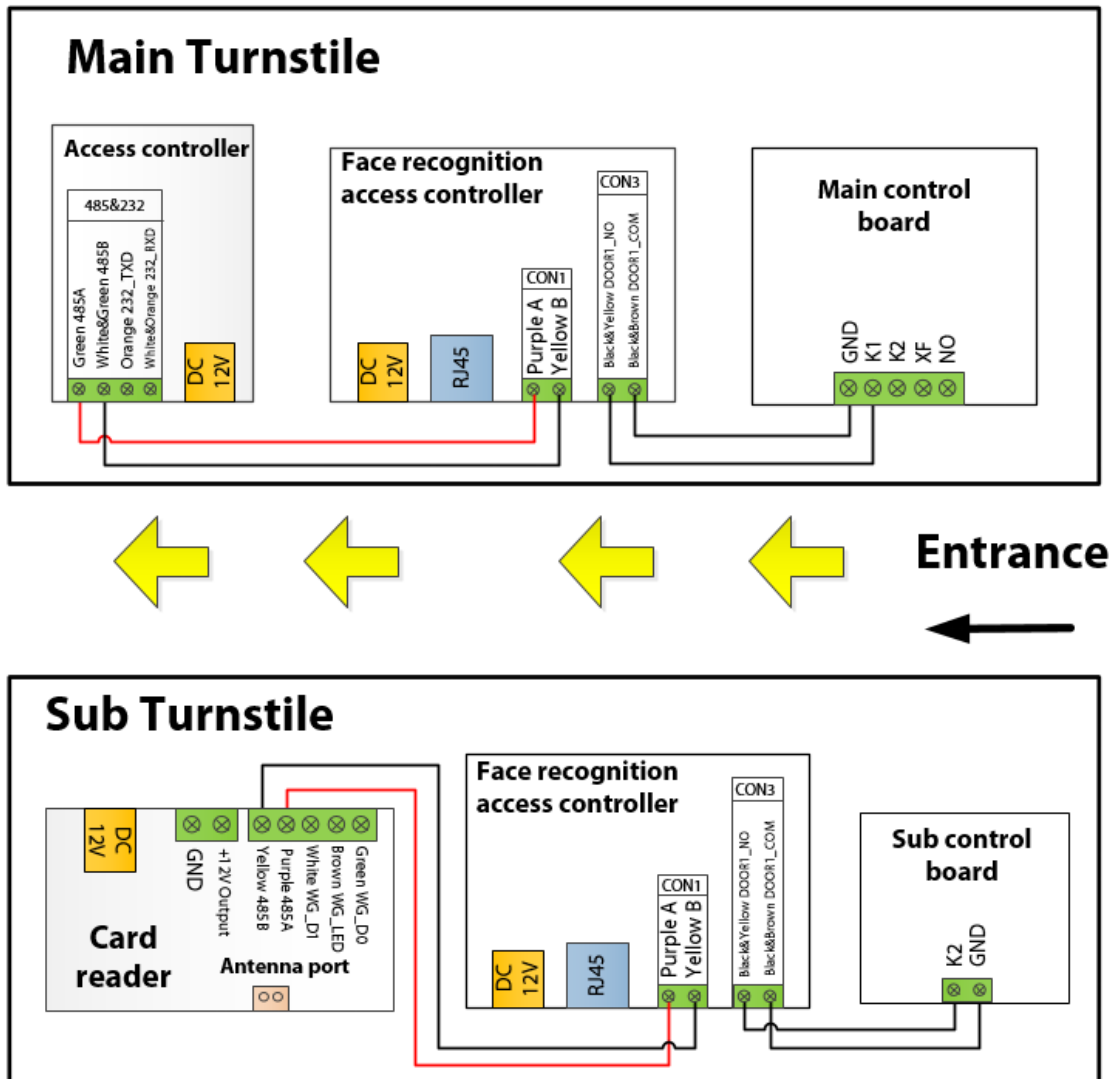 Main Turnstile
Access controller
485&232
Green 485A
White&Green 485B
Orange 232_TXD
White&Orange 232_RXD
DC
12V
Face recognition
access controller
DC
12V
RJ45
CON1
Purple A
Yellow B
CON3
Black&Yellow DOOR1_NO
Black&Brown DOOR1_COM
Main control
board
GND
K1
K2
XF
NO
Entrance
Sub Turnstile
DC
12V
GND
+12V Output
Yellow 485B
Purple 485A
White WG_D1
Brown WG_LED
Green WG_D0
Card
reader
Antenna port
Face recognition
access controller
DC
12V
RJ45
CON1
Purple A
Yellow B
CON3
Black&Yellow DOOR1_NO
Black&Brown DOOR1_COM
Sub control
board
K2
GND